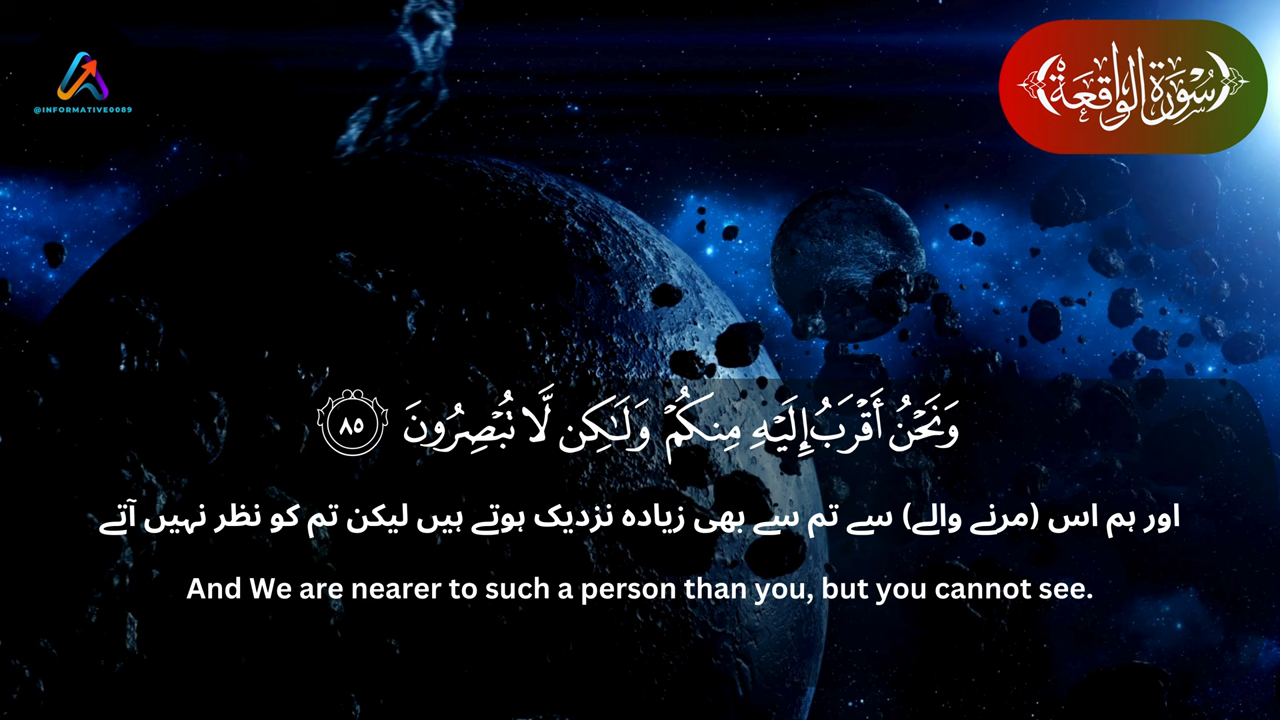 @INFORMATIVE0089
سُورَةُ الْوَاقِعَةِ
وَنَحْنُ أَقْرَبُ إِلَيْهِ مِنكُمْ وَلَٰكِن لَّا تُبْصِرُونَ ٨٥
اور ہم اس (مرنے والے) سے تم سے بھی زیادہ نزدیک ہوتے ہیں لیکن تم کو نظر نہیں آتے
And We are nearer to such a person than you, but you cannot see.